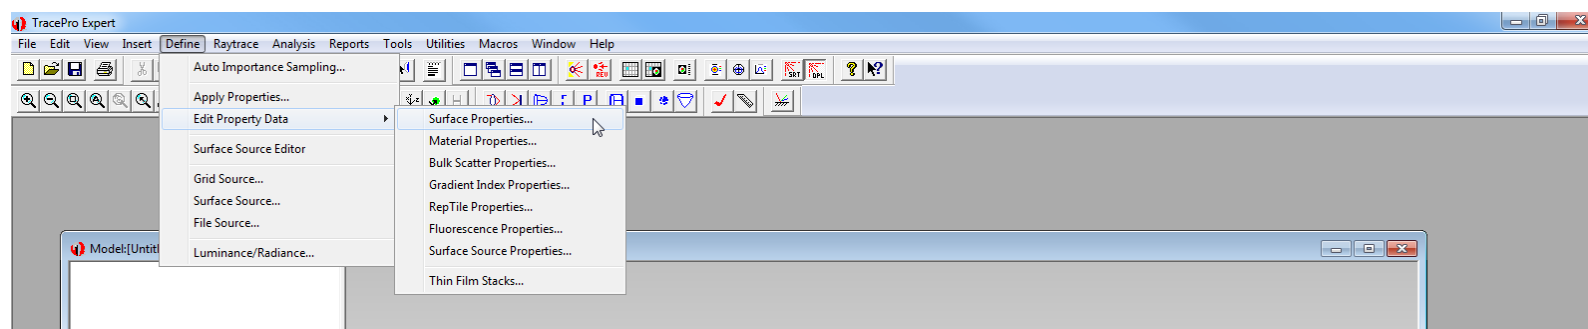 TracePro Expert
File Edit View Insert Define Raytrace Analysis Reports Tools Utilities Macros Window Help
Auto Importance Sampling...
Apply Properties...
Edit Property Data
Surface Source Editor
Grid Source...
Surface Source...
File Source...
Luminance/Radiance...
Surface Properties...
Material Properties...
Bulk Scatter Properties...
Gradient Index Properties...
RepTile Properties...
Fluorescence Properties...
Surface Source Properties...
Thin Film Stacks...
Model:[Untitl